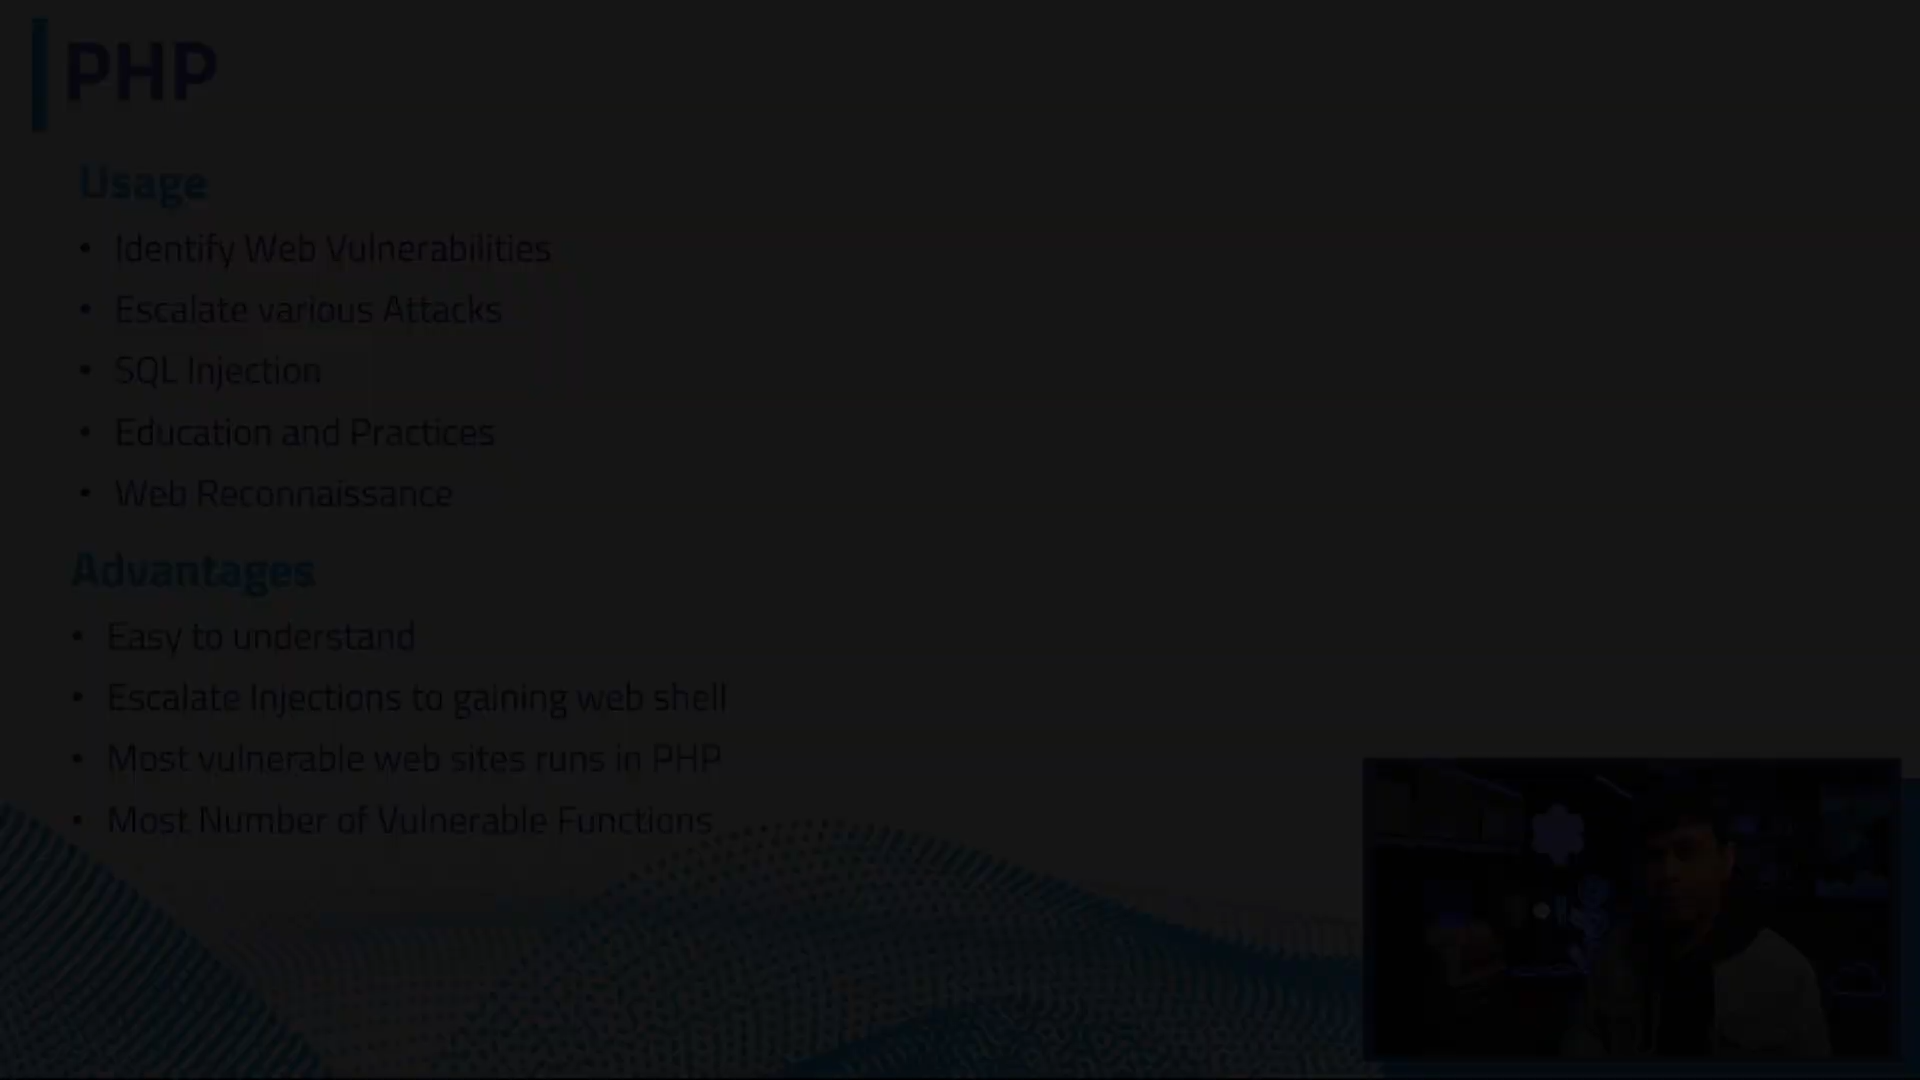 PHP
Usage
• Identify Web Vulnerabilities
• Escalate various Attacks
• SQL Injection
• Education and Practices
• Web Reconnaissance
Advantages
• Easy to understand
• Escalate Injections to gaining web shell
• Most vulnerable web sites runs in PHP
• Most Number of Vulnerable Functions